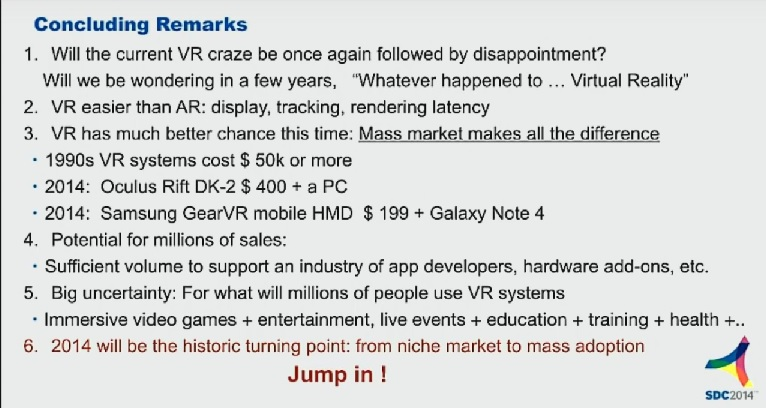 Concluding Remarks
1. Will the current VR craze be once again followed by disappointment?
Will we be wondering in a few years, “Whatever happened to … Virtual Reality”
2. VR easier than AR: display, tracking, rendering latency
3. VR has much better chance this time: Mass market makes all the difference
• 1990s VR systems cost $ 50k or more
• 2014: Oculus Rift DK-2 $ 400 + a PC
• 2014: Samsung GearVR mobile HMD $ 199 + Galaxy Note 4
4. Potential for millions of sales:
• Sufficient volume to support an industry of app developers, hardware add-ons, etc.
5. Big uncertainty: For what will millions of people use VR systems
• Immersive video games + entertainment, live events + education + training + health +..
6. 2014 will be the historic turning point: from niche market to mass adoption
Jump in !
SDC2014™